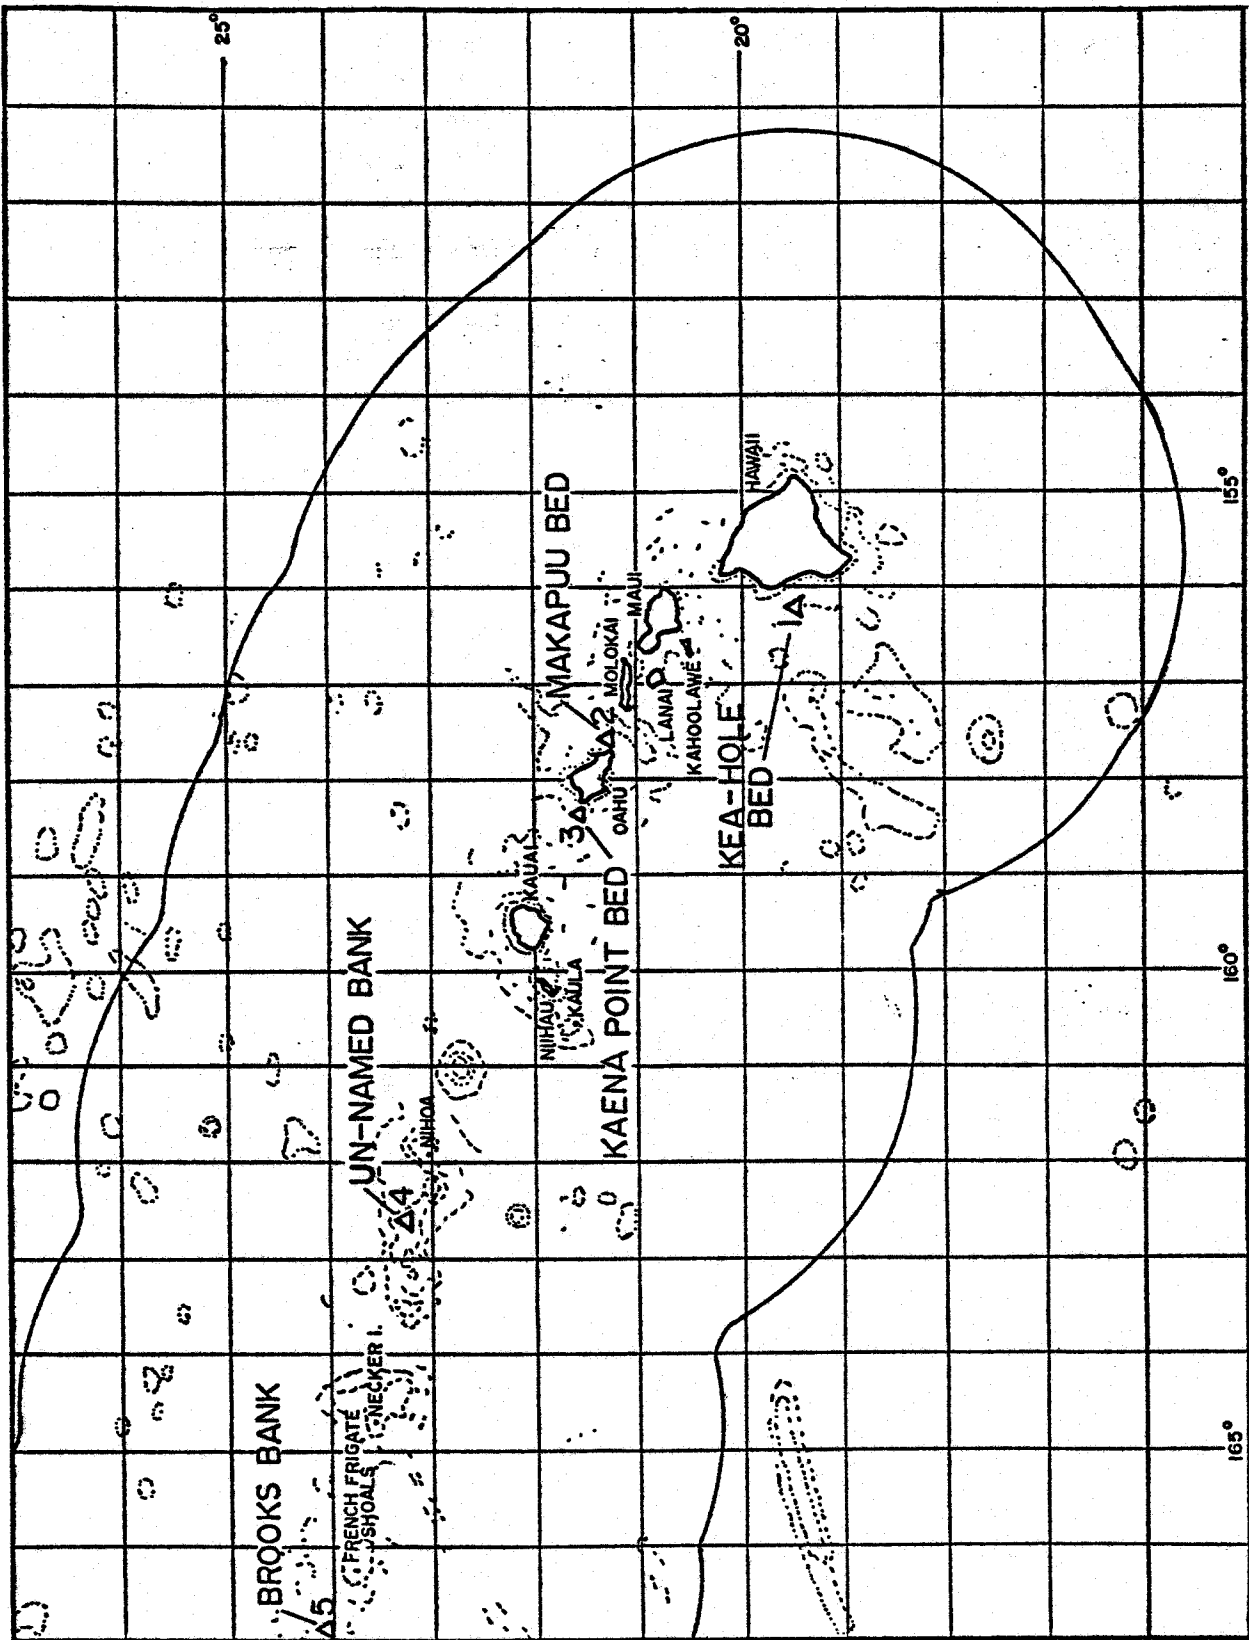 25°
20°
155°
160°
165°
BROOKS BANK
5
FRENCH FRIGATE
SHOALS
NECKER I.
UN-NAMED BANK
4
NIHOA
NIIHAU
KAULA
KAUAI
KAENA POINT BED
3
OAHU
MAKAPUU BED
2
MOLOKAI
MAUI
LANAI
KAHOOLAWE
KEA-HOLE
BED
1
HAWAII